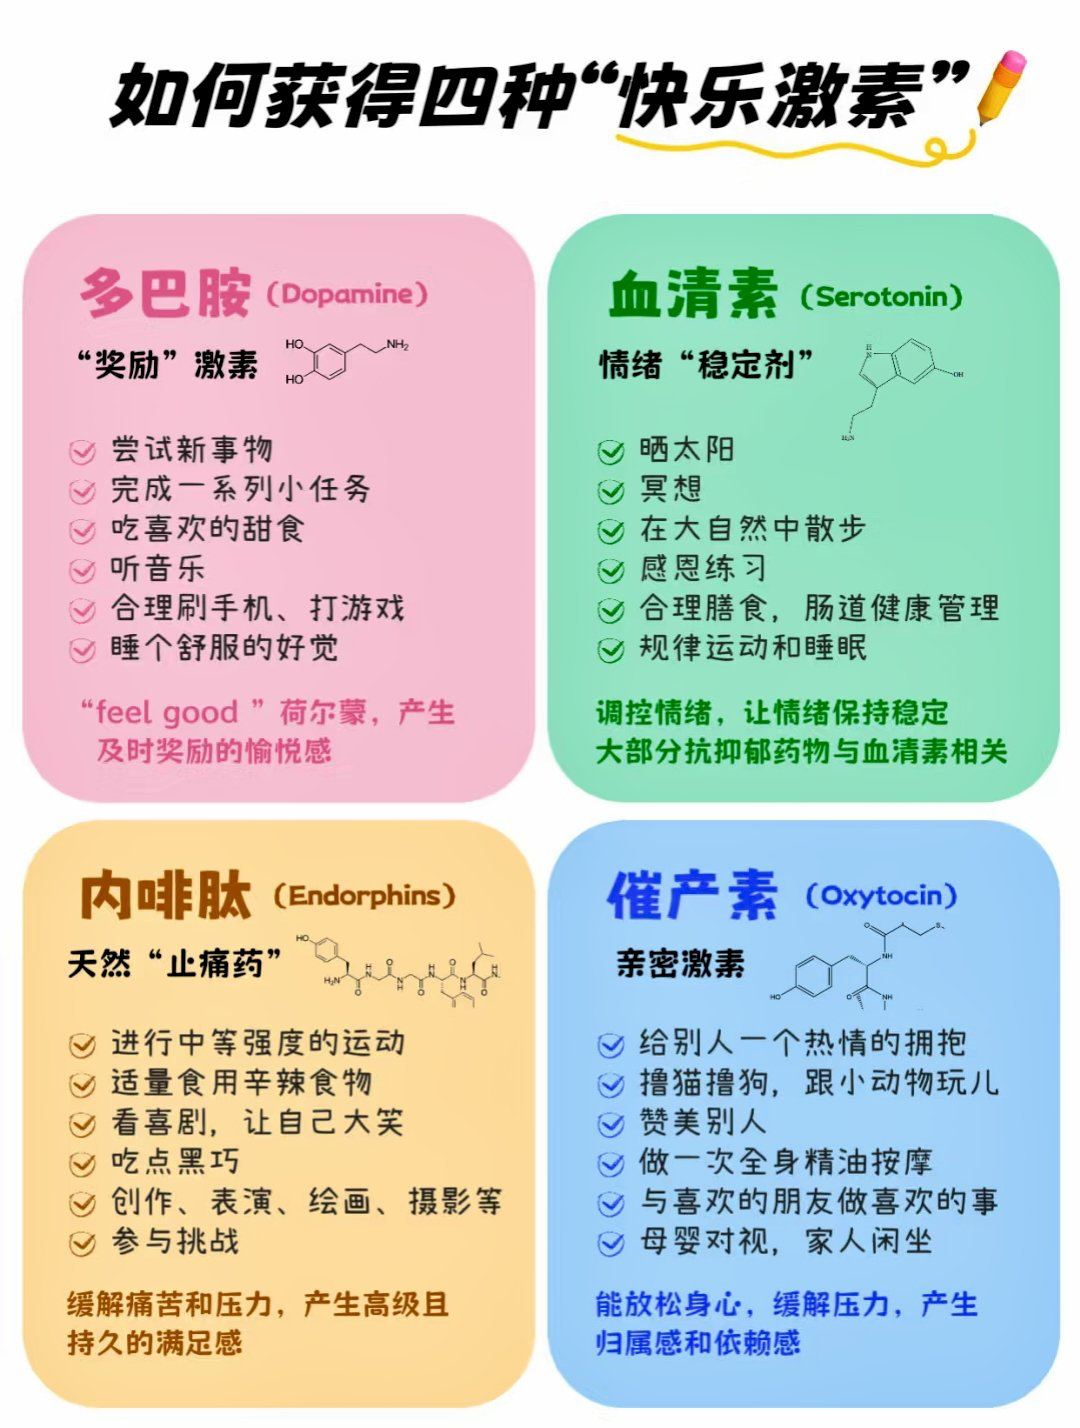 如何获得四种“快乐激素”
多巴胺（Dopamine）
“奖励”激素
HO
NH₂
HO
尝试新事物
完成一系列小任务
吃喜欢的甜食
听音乐
合理刷手机、打游戏
睡个舒服的好觉
“feel good ”荷尔蒙，产生
及时奖励的愉悦感
血清素（Serotonin）
情绪“稳定剂”
H
N
OH
H₂N
晒太阳
冥想
在大自然中散步
感恩练习
合理膳食，肠道健康管理
规律运动和睡眠
调控情绪，让情绪保持稳定
大部分抗抑郁药物与血清素相关
内啡肽（Endorphins）
天然“止痛药”
HO
H₂N
O
H
N
O
N
H
O
H
N
O
N
H
O
H
N
进行中等强度的运动
适量食用辛辣食物
看喜剧，让自己大笑
吃点黑巧
创作、表演、绘画、摄影等
参与挑战
缓解痛苦和压力，产生高级且
持久的满足感
催产素（Oxytocin）
亲密激素
O
S
NH
HO
O
NH
给别人一个热情的拥抱
撸猫撸狗，跟小动物玩儿
赞美别人
做一次全身精油按摩
与喜欢的朋友做喜欢的事
母婴对视，家人闲坐
能放松身心，缓解压力，产生
归属感和依赖感